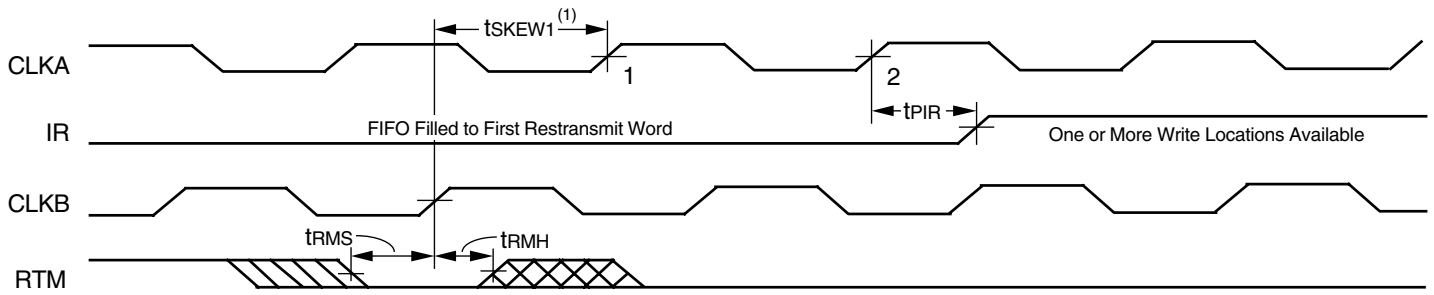 tSKEW1 (1)
CLKA
1
2
tPIR
IR
FIFO Filled to First Restransmit Word
One or More Write Locations Available
CLKB
tRMS
tRMH
RTM